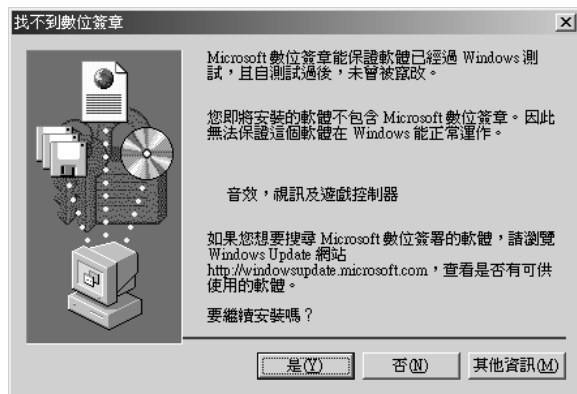 找不到數位簽章
Microsoft 數位簽章能保證軟體已經過 Windows 測
試，且自測試過後，未曾被竄改。
您即將安裝的軟體不包含 Microsoft 數位簽章。因此
無法保證這個軟體在 Windows 能正常運作。
音效，視訊及遊戲控制器
如果您想要搜尋 Microsoft 數位簽署的軟體，請瀏覽
Windows Update 網站
http://windowsupdate.microsoft.com，查看是否有可供
使用的軟體。
要繼續安裝嗎？
是(Y) 否(N) 其他資訊(M)